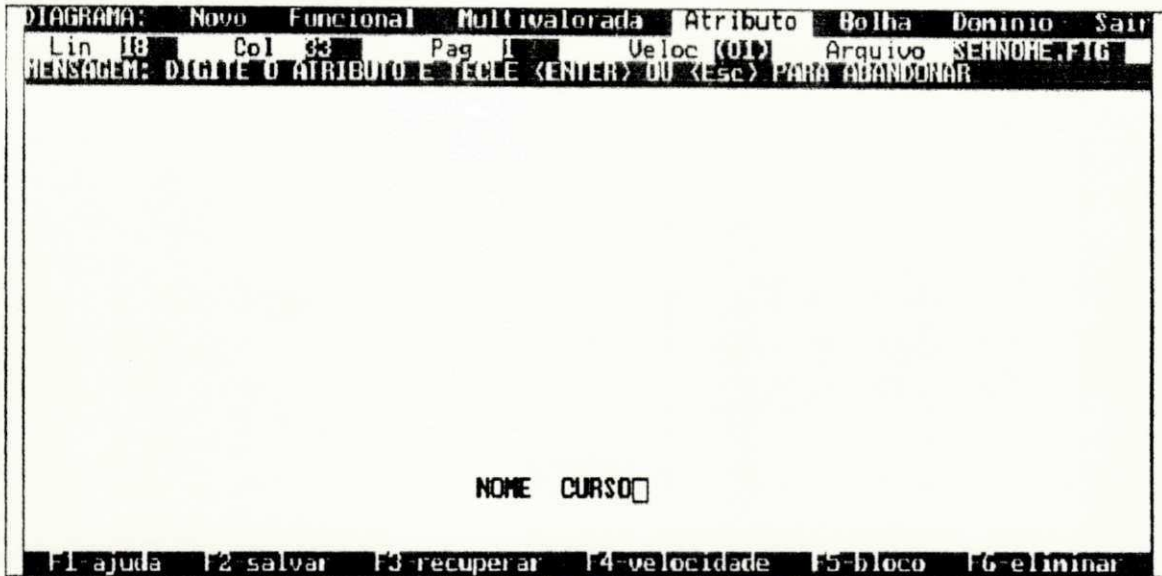 DIAGRAMA: Novo Funcional Multivalorada Atributo Bolha Dominio Sair
Lin 18 Col 33 Pag 1 Veloc (01) Arquivo SEMNOME.FIG
MENSAGEM: DIGITE O ATRIBUTO E TECLE <ENTER> OU <Esc> PARA ABANDONAR
NOME CURSO
F1-ajuda F2-salvar F3-recuperar F4-velocidade F5-bloco F6-eliminar